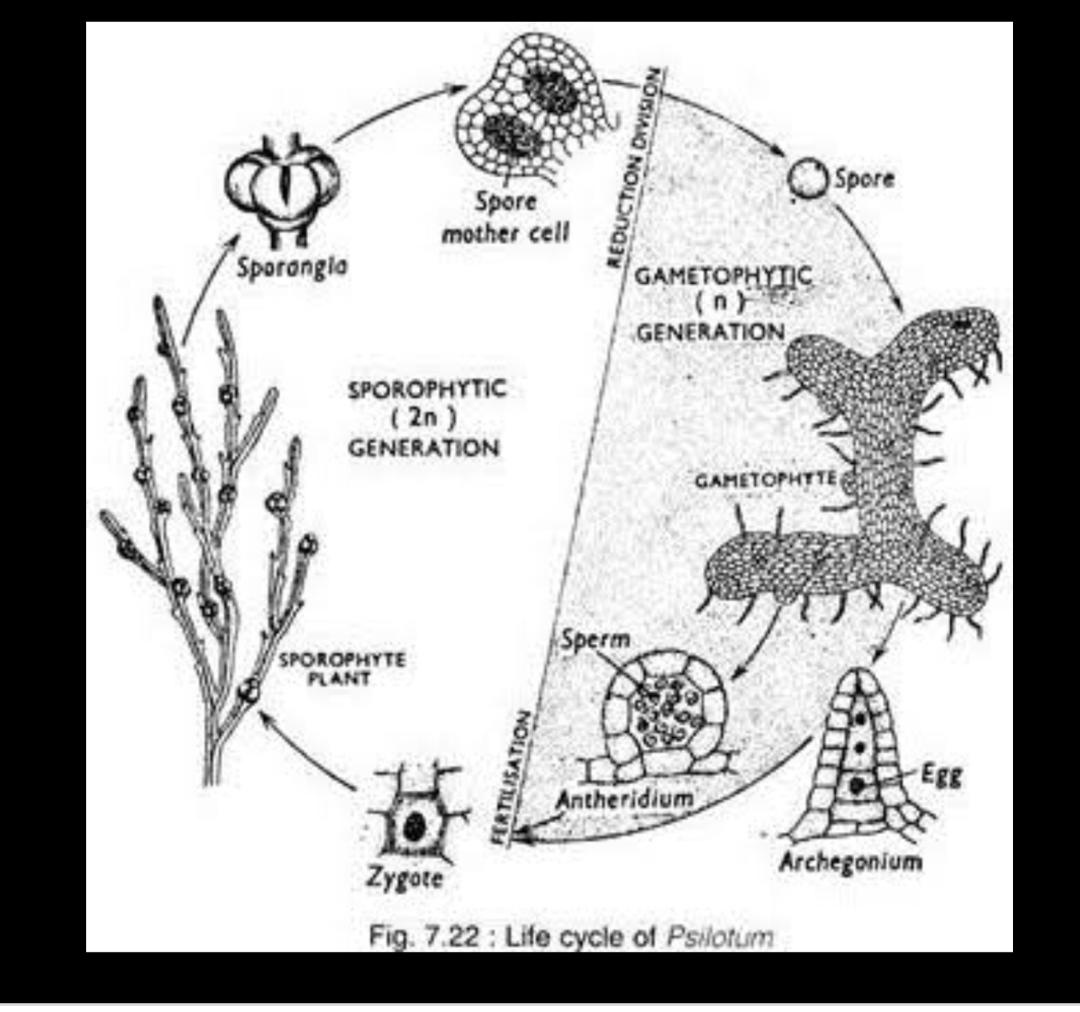 Spore
mother cell
REDUCTION DIVISION
Spore
Sporangia
GAMETOPHYTIC
( n )
GENERATION
SPOROPHYTIC
( 2n )
GENERATION
GAMETOPHYTE
Sperm
SPOROPHYTE
PLANT
FERTILISATION
Egg
Antheridium
Archegonium
Zygote
Fig. 7.22 : Life cycle of Psilotum